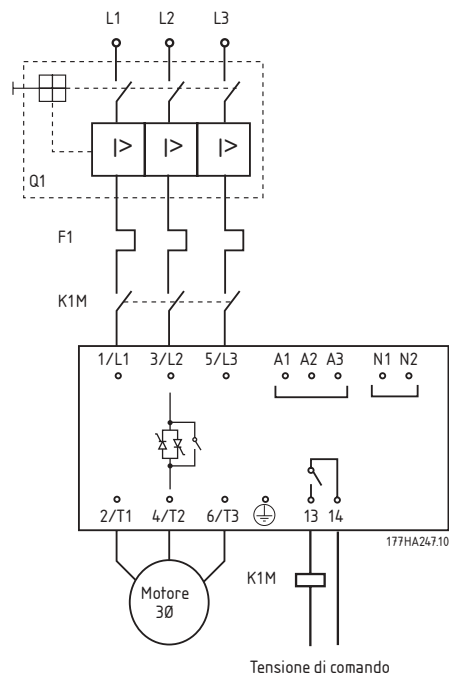 L1 L2 L3
I> I> I>
Q1
F1
K1M
1/L1 3/L2 5/L3 A1 A2 A3 N1 N2
2/T1 4/T2 6/T3 13 14
177HA247.10
K1M
Motore
3Ø
Tensione di comando